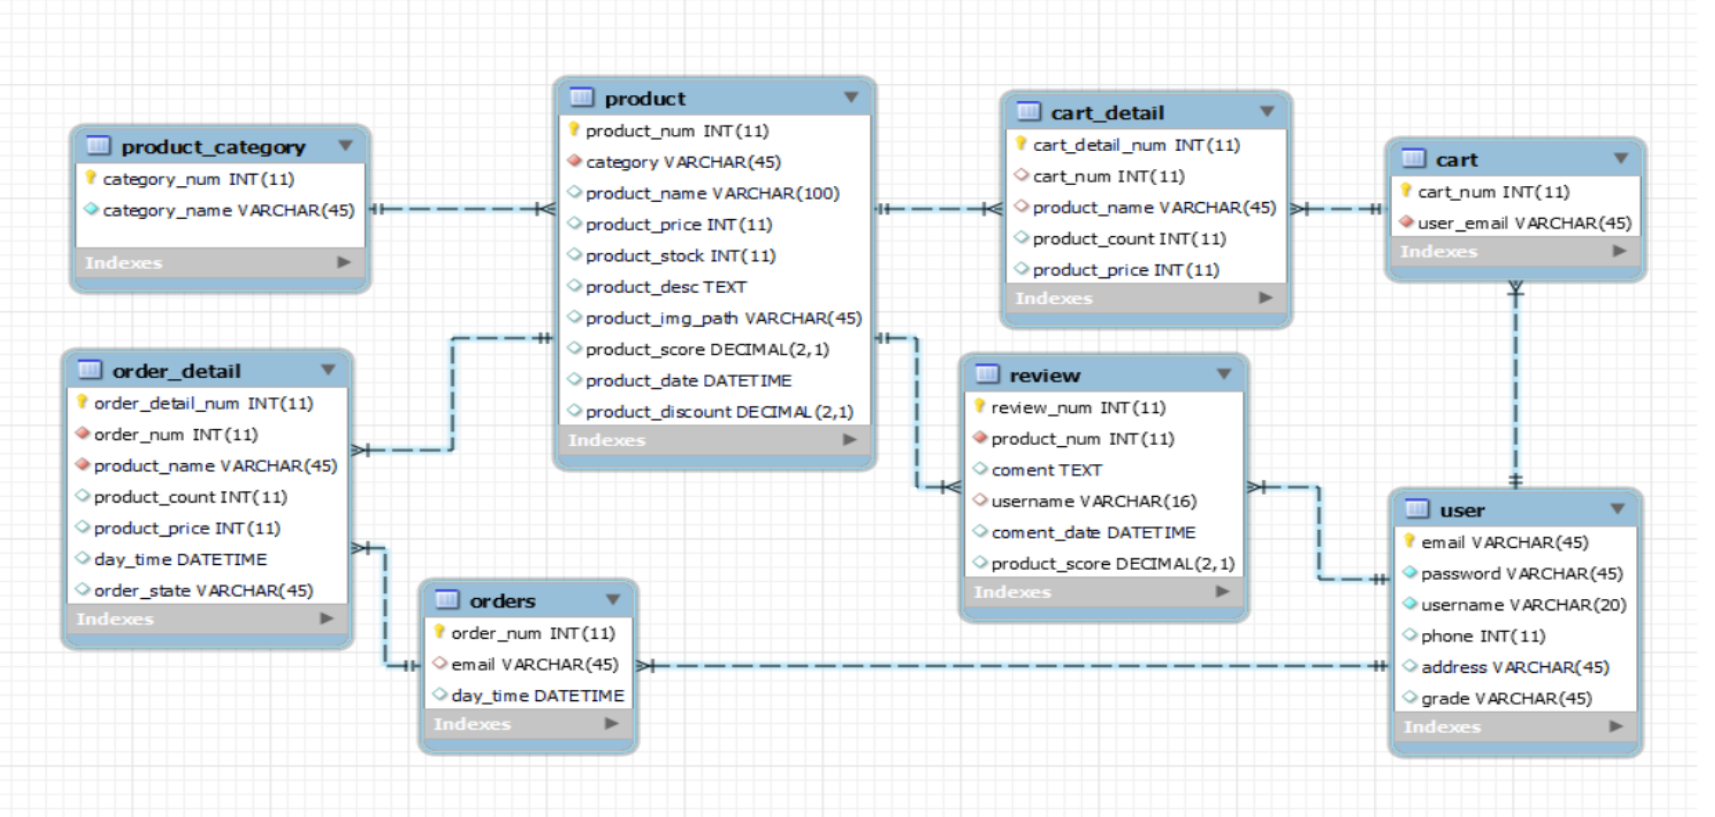 product_category
category_num INT(11)
category_name VARCHAR(45)
Indexes
product
product_num INT(11)
category VARCHAR(45)
product_name VARCHAR(100)
product_price INT(11)
product_stock INT(11)
product_desc TEXT
product_img_path VARCHAR(45)
product_score DECIMAL(2,1)
product_date DATETIME
product_discount DECIMAL(2,1)
Indexes
cart_detail
cart_detail_num INT(11)
cart_num INT(11)
product_name VARCHAR(45)
product_count INT(11)
product_price INT(11)
Indexes
cart
cart_num INT(11)
user_email VARCHAR(45)
Indexes
order_detail
order_detail_num INT(11)
order_num INT(11)
product_name VARCHAR(45)
product_count INT(11)
product_price INT(11)
day_time DATETIME
order_state VARCHAR(45)
Indexes
review
review_num INT(11)
product_num INT(11)
coment TEXT
username VARCHAR(16)
coment_date DATETIME
product_score DECIMAL(2,1)
Indexes
orders
order_num INT(11)
email VARCHAR(45)
day_time DATETIME
Indexes
user
email VARCHAR(45)
password VARCHAR(45)
username VARCHAR(20)
phone INT(11)
address VARCHAR(45)
grade VARCHAR(45)
Indexes